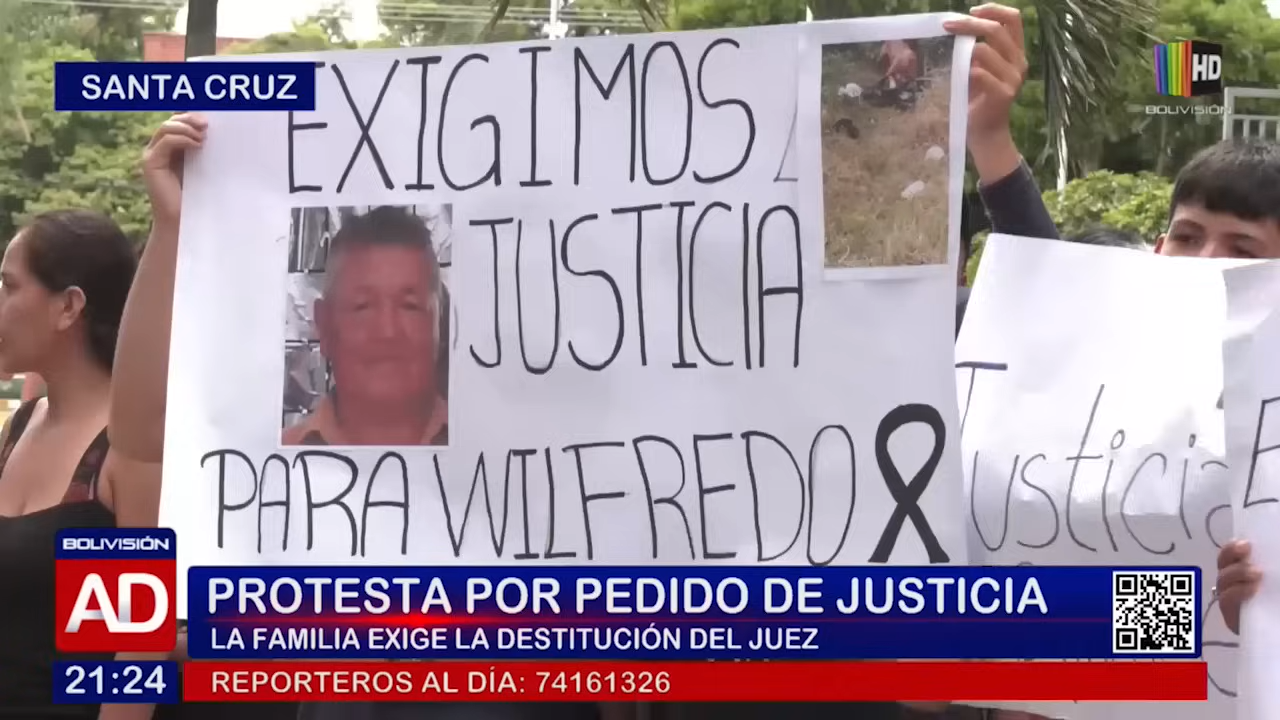 SANTA CRUZ
HD
BOLIVISIÓN
EXIGIMOS
JUSTICIA
PARA WILFREDO
Justicia
E
BOLIVISIÓN
AD
PROTESTA POR PEDIDO DE JUSTICIA
LA FAMILIA EXIGE LA DESTITUCIÓN DEL JUEZ
21:24
REPORTEROS AL DÍA: 74161326